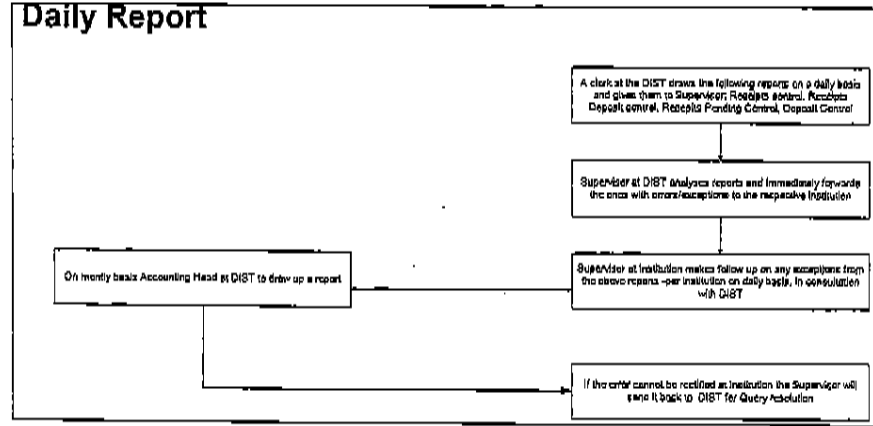 Daily Report
A clerk at the DIST draws the following reports on a daily basis
and gives them to Supervisor: Receipts control, Receipts
Deposit control, Receipts Pending Control, Deposit Control
Supervisor at DIST analyses reports and immediately forwards
the ones with errors/exceptions to the respective institution
On montly basis Accounting Head at DIST to draw up a report
Supervisor at institution makes follow up on any exceptions from
the above reports -per institution on daily basis, in consultation
with DIST
If the error cannot be rectified at institution the Supervisor will
send it back to DIST for Query resolution